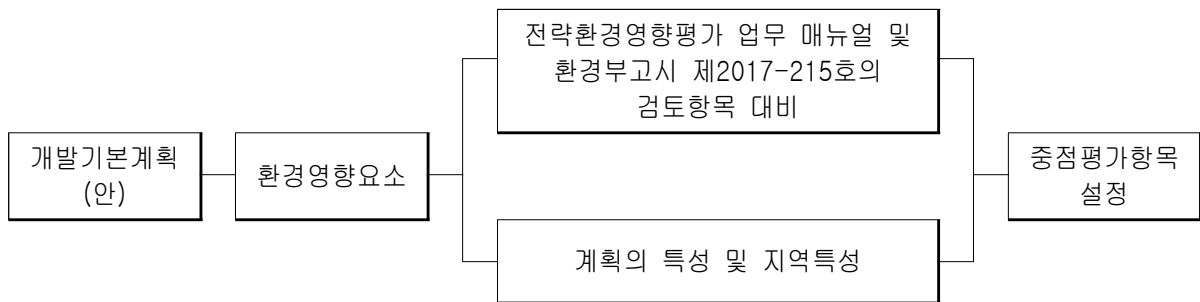 개발기본계획
(안)
환경영향요소
전략환경영향평가 업무 매뉴얼 및
환경부고시 제2017-215호의
검토항목 대비
계획의 특성 및 지역특성
중점평가항목
설정